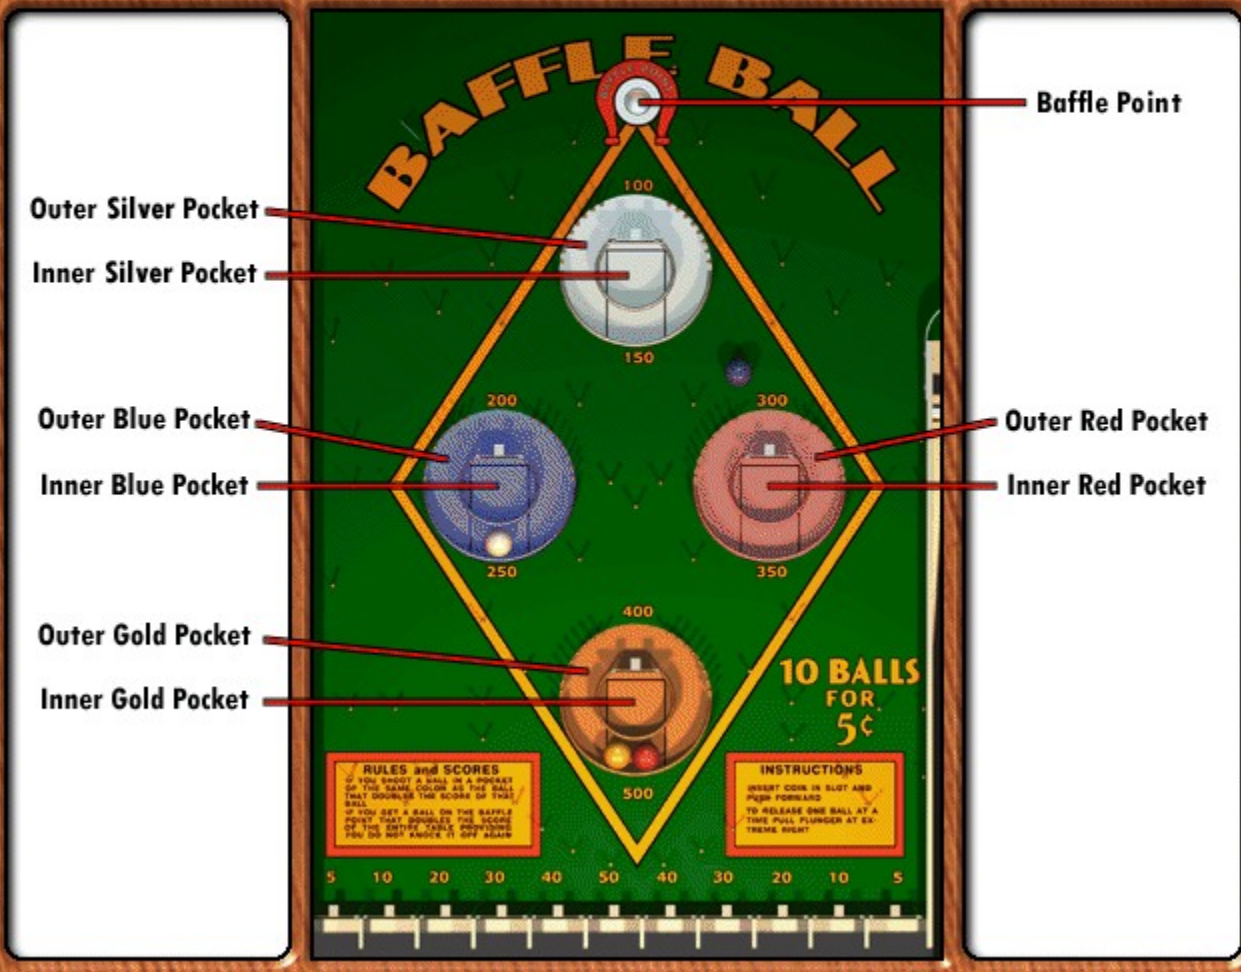 BAFFLE BALL
BAFFLE POINT
Baffle Point
100
Outer Silver Pocket
Inner Silver Pocket
150
200
300
Outer Blue Pocket
Outer Red Pocket
Inner Blue Pocket
Inner Red Pocket
250
350
400
Outer Gold Pocket
Inner Gold Pocket
10 BALLS
FOR
5¢
500
RULES and SCORES
IF YOU SHOOT A BALL IN A POCKET
OF THE SAME COLOR AS THE BALL
THAT DOUBLES THE SCORE OF THAT
BALL
IF YOU GET A BALL ON THE BAFFLE
POINT THAT DOUBLES THE SCORE
OF THE ENTIRE TABLE PROVIDING
YOU DO NOT KNOCK IT OFF AGAIN
INSTRUCTIONS
INSERT COIN IN SLOT AND
PUSH FORWARD
TO RELEASE ONE BALL AT A
TIME PULL PLUNGER AT EX-
TREME RIGHT
5 10 20 30 40 50 40 30 20 10 5